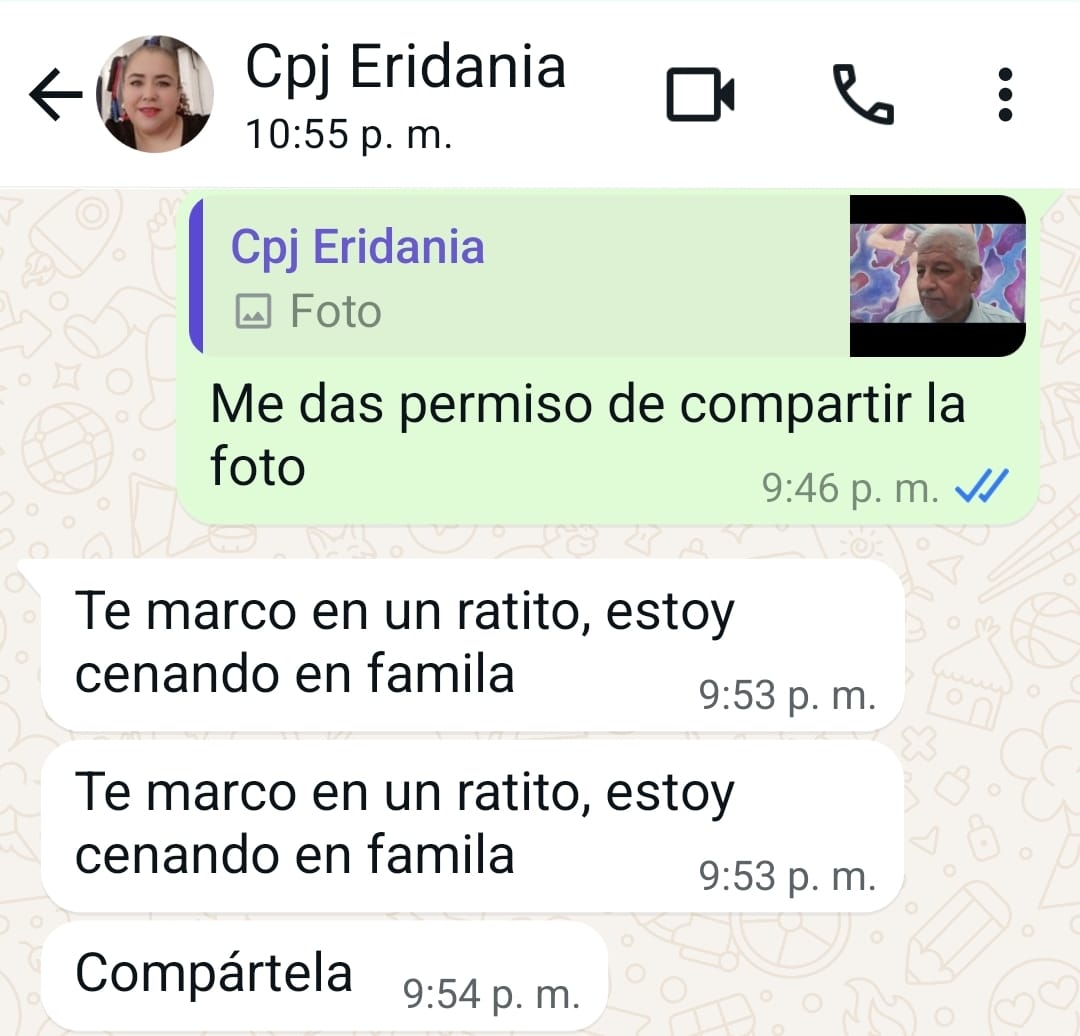 Cpj Eridania
10:55 p. m.
Cpj Eridania
Foto
Me das permiso de compartir la
foto
9:46 p. m.
Te marco en un ratito, estoy
cenando en famila
9:53 p. m.
Te marco en un ratito, estoy
cenando en famila
9:53 p. m.
Compártela
9:54 p. m.